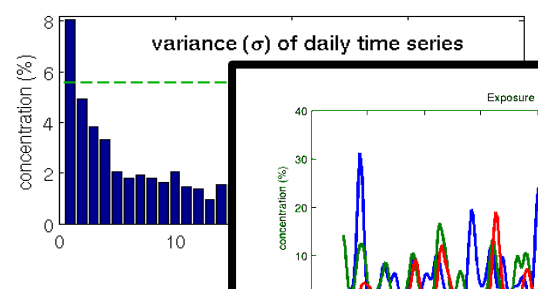 variance (σ) of daily time series
concentration (%)
8
6
4
2
0
0
10
Exposure
concentration (%)
40
30
20
10